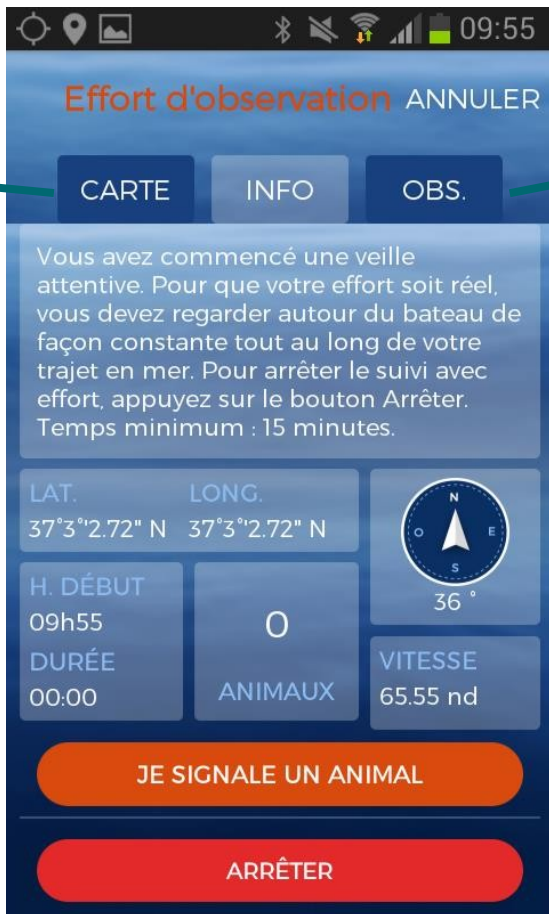 09:55
Effort d'observation ANNULER
CARTE INFO OBS.
Vous avez commencé une veille
attentive. Pour que votre effort soit réel,
vous devez regarder autour du bateau de
façon constante tout au long de votre
trajet en mer. Pour arrêter le suivi avec
effort, appuyez sur le bouton Arrêter.
Temps minimum : 15 minutes.
LAT. LONG.
37°3°'2.72" N 37°3°'2.72" N
N
O E
S
36 °
H. DÉBUT
09h55
DURÉE
00:00
0
ANIMAUX
VITESSE
65.55 nd
JE SIGNALE UN ANIMAL
ARRÊTER